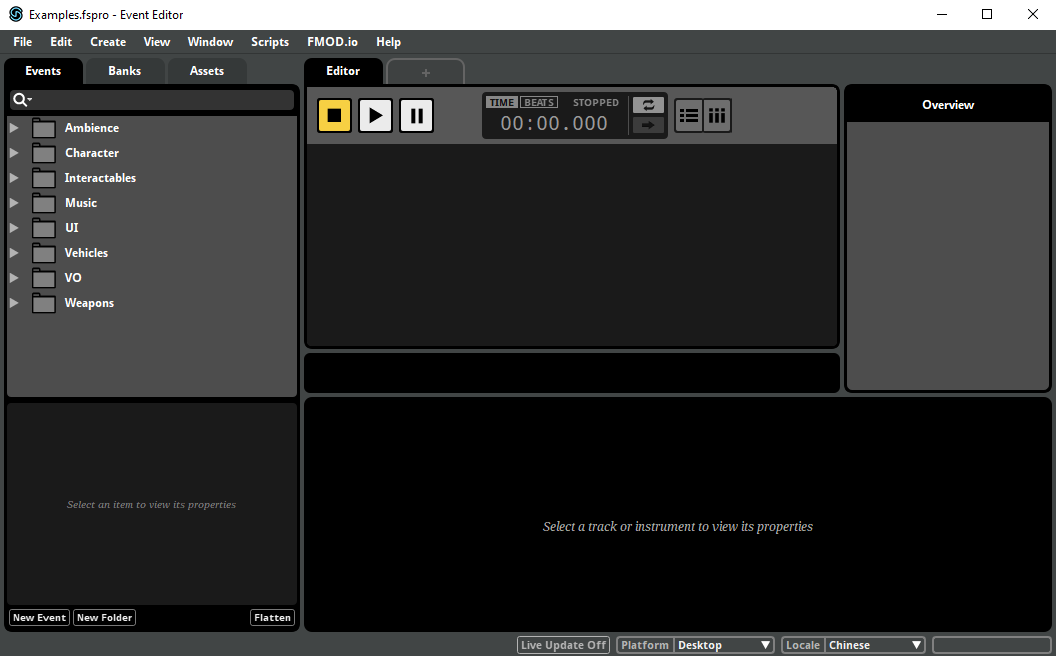 Examples.fspro - Event Editor
File Edit Create View Window Scripts FMOD.io Help
Events Banks Assets
Editor +
Overview
TIME BEATS STOPPED
00:00.000
Ambience
Character
Interactables
Music
UI
Vehicles
VO
Weapons
Select an item to view its properties
Select a track or instrument to view its properties
New Event New Folder Flatten
Live Update Off Platform Desktop Locale Chinese